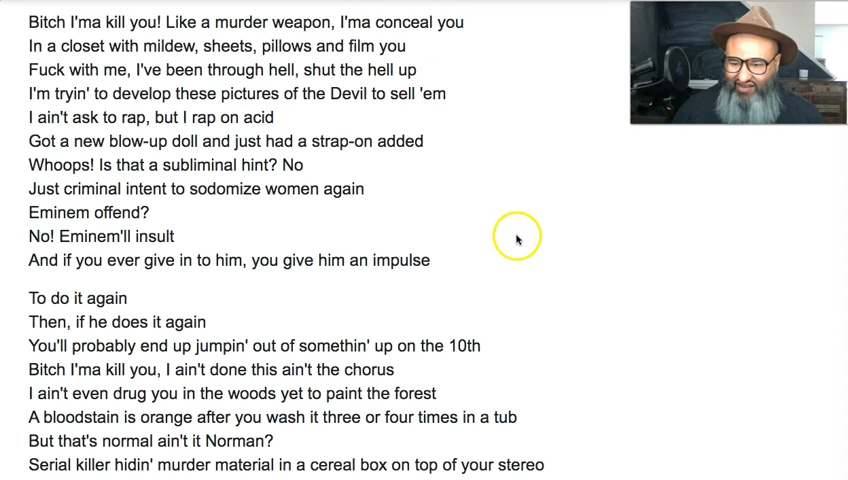 Bitch I'ma kill you! Like a murder weapon, I'ma conceal you
In a closet with mildew, sheets, pillows and film you
Fuck with me, I've been through hell, shut the hell up
I'm tryin' to develop these pictures of the Devil to sell 'em
I ain't ask to rap, but I rap on acid
Got a new blow-up doll and just had a strap-on added
Whoops! Is that a subliminal hint? No
Just criminal intent to sodomize women again
Eminem offend?
No! Eminem'll insult
And if you ever give in to him, you give him an impulse
To do it again
Then, if he does it again
You'll probably end up jumpin' out of somethin' up on the 10th
Bitch I'ma kill you, I ain't done this ain't the chorus
I ain't even drug you in the woods yet to paint the forest
A bloodstain is orange after you wash it three or four times in a tub
But that's normal ain't it Norman?
Serial killer hidin' murder material in a cereal box on top of your stereo